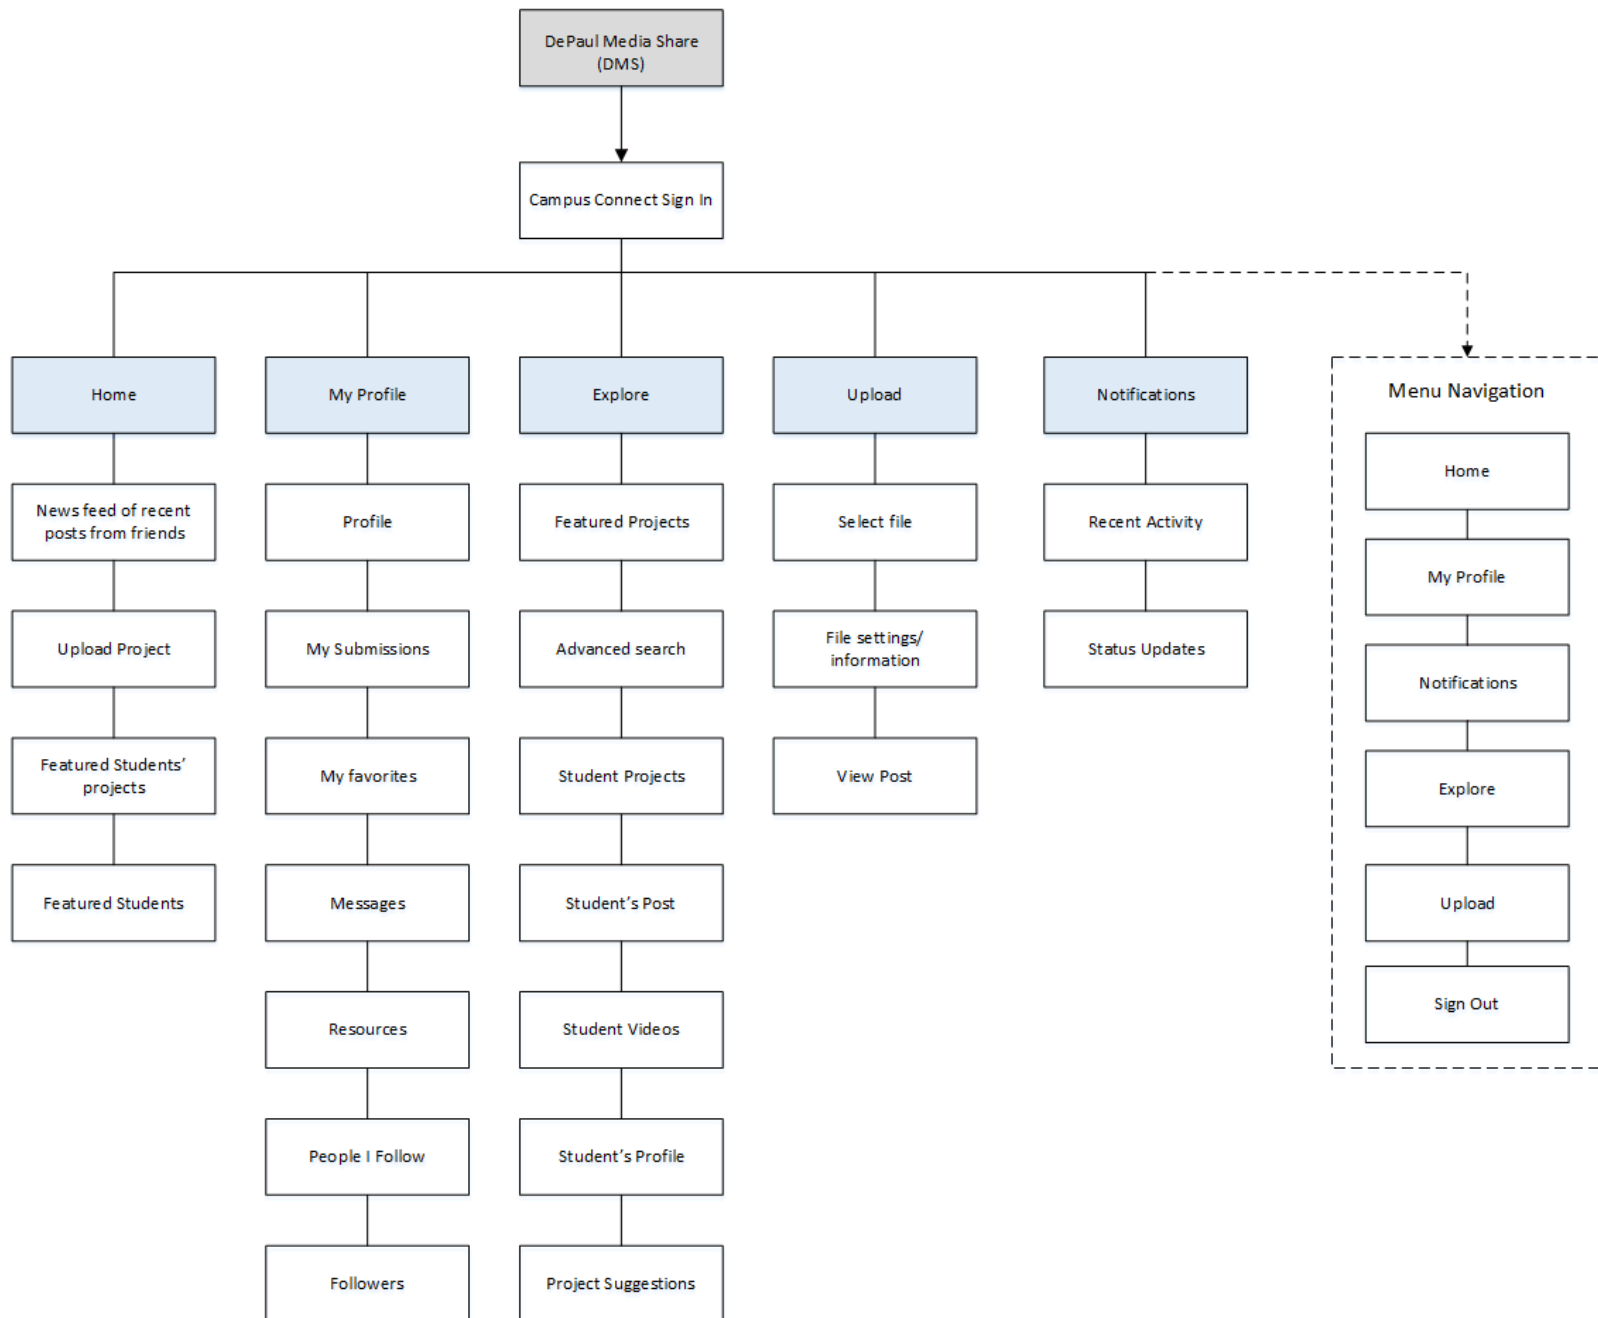 DePaul Media Share
(DMS)
Campus Connect Sign In
Home
My Profile
Explore
Upload
Notifications
Menu Navigation
News feed of recent
posts from friends
Upload Project
Featured Students’
projects
Featured Students
Profile
My Submissions
My favorites
Messages
Resources
People I Follow
Followers
Featured Projects
Advanced search
Student Projects
Student’s Post
Student Videos
Student’s Profile
Project Suggestions
Select file
File settings/
information
View Post
Recent Activity
Status Updates
Home
My Profile
Notifications
Explore
Upload
Sign Out